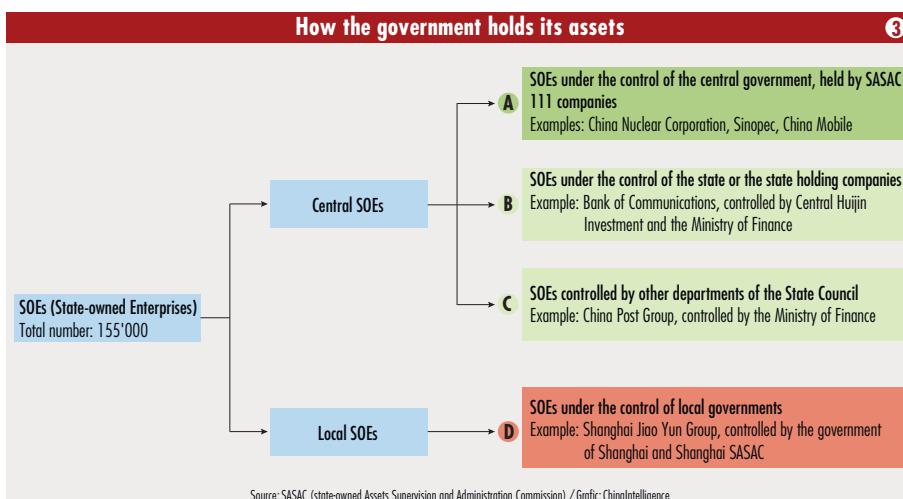 How the government holds its assets
3
SOEs under the control of the central government, held by SASAC
111 companies
Examples: China Nuclear Corporation, Sinopec, China Mobile
A
Central SOEs
B
SOEs under the control of the state or the state holding companies
Example: Bank of Communications, controlled by Central Huijin
Investment and the Ministry of Finance
SOEs (State-owned Enterprises)
Total number: 155'000
C
SOEs controlled by other departments of the State Council
Example: China Post Group, controlled by the Ministry of Finance
Local SOEs
D
SOEs under the control of local governments
Example: Shanghai Jiao Yun Group, controlled by the government
of Shanghai and Shanghai SASAC
Source: SASAC (state-owned Assets Supervision and Administration Commission) / Grafic: ChinaIntelligence